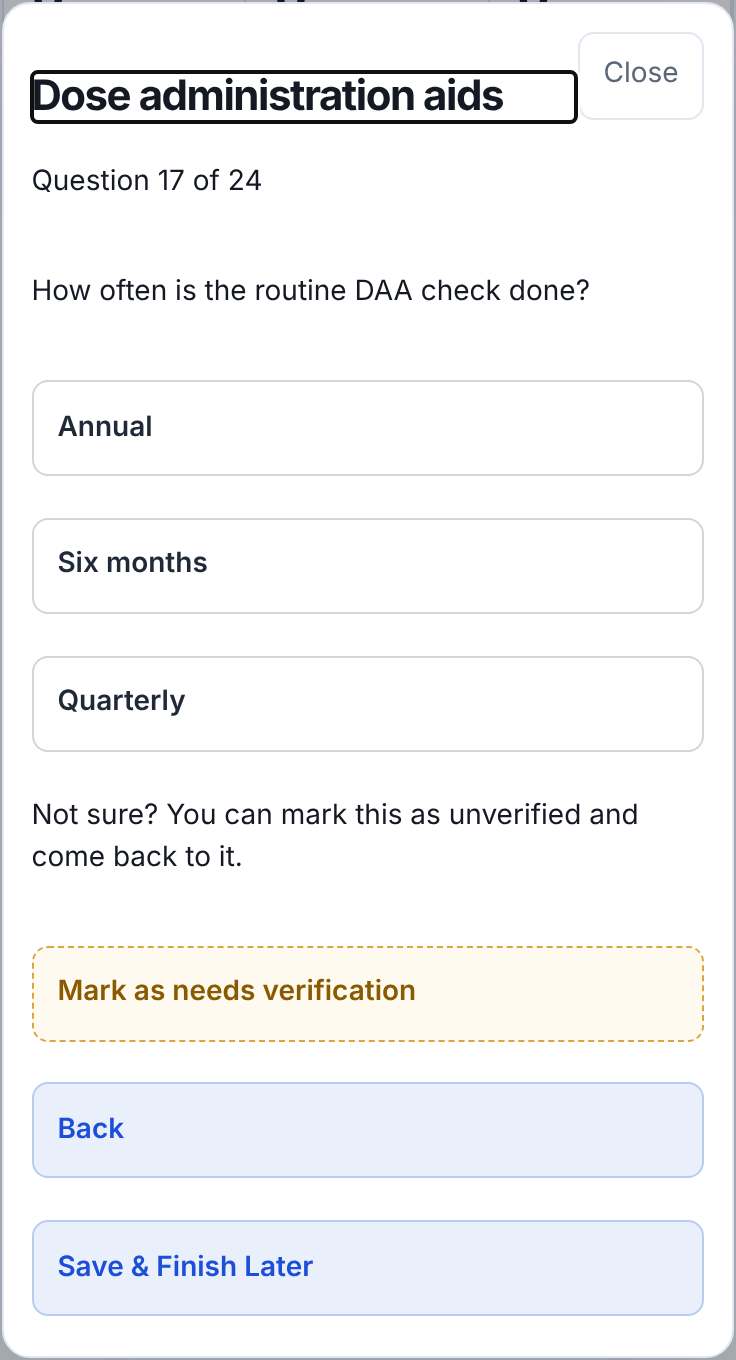 Dose administration aids
Close
Question 17 of 24
How often is the routine DAA check done?
Annual
Six months
Quarterly
Not sure? You can mark this as unverified and
come back to it.
Mark as needs verification
Back
Save & Finish Later